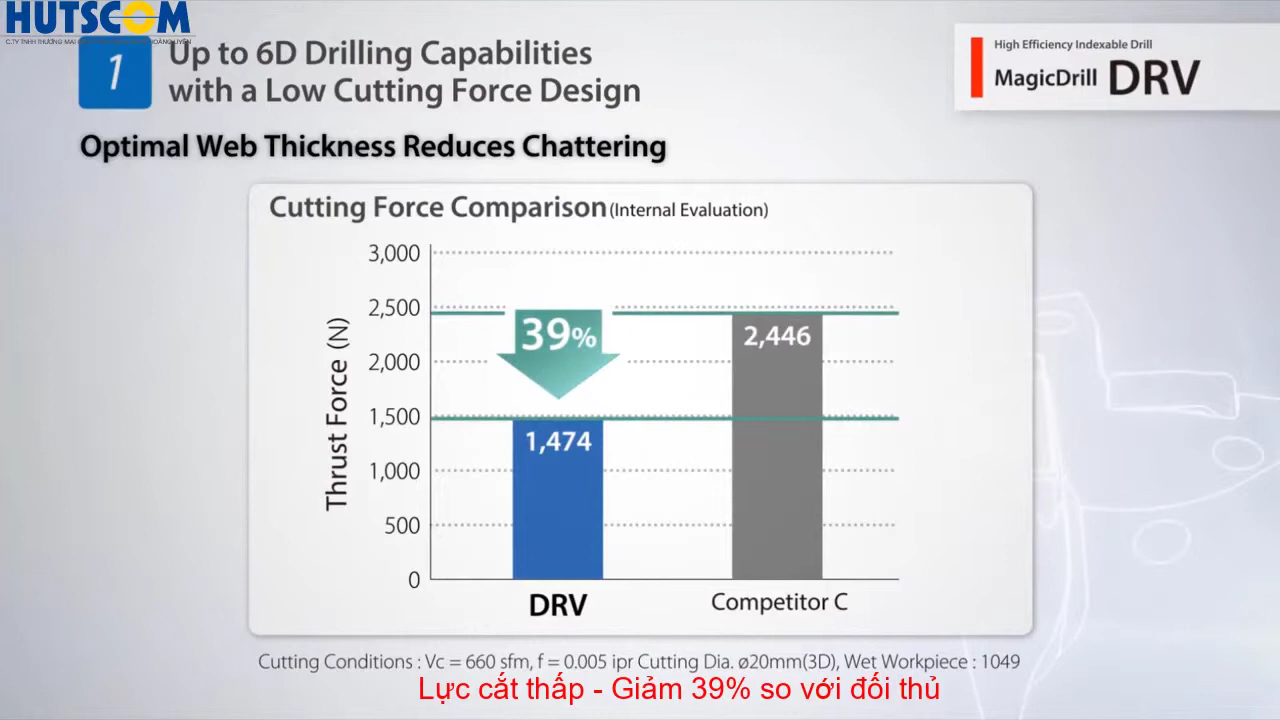 HUTSCOM
1
Up to 6D Drilling Capabilities
with a Low Cutting Force Design
High Efficiency Indexable Drill
MagicDrill DRV
Optimal Web Thickness Reduces Chattering
Cutting Force Comparison (Internal Evaluation)
Thrust Force (N)
3,000
2,500
2,000
1,500
1,000
500
0
39%
1,474
2,446
DRV
Competitor C
Cutting Conditions : Vc = 660 sfm, f = 0.005 ipr Cutting Dia. ø20mm(3D), Wet Workpiece : 1049
Lực cắt thấp - Giảm 39% so với đối thủ